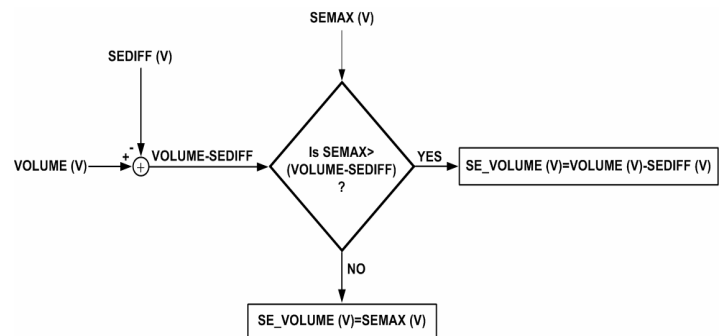 SEMAX (V)
SEDIFF (V)
VOLUME (V)
+
-
+
VOLUME-SEDIFF
Is SEMAX>
(VOLUME-SEDIFF)
?
YES
SE_VOLUME (V)=VOLUME (V)-SEDIFF (V)
NO
SE_VOLUME (V)=SEMAX (V)